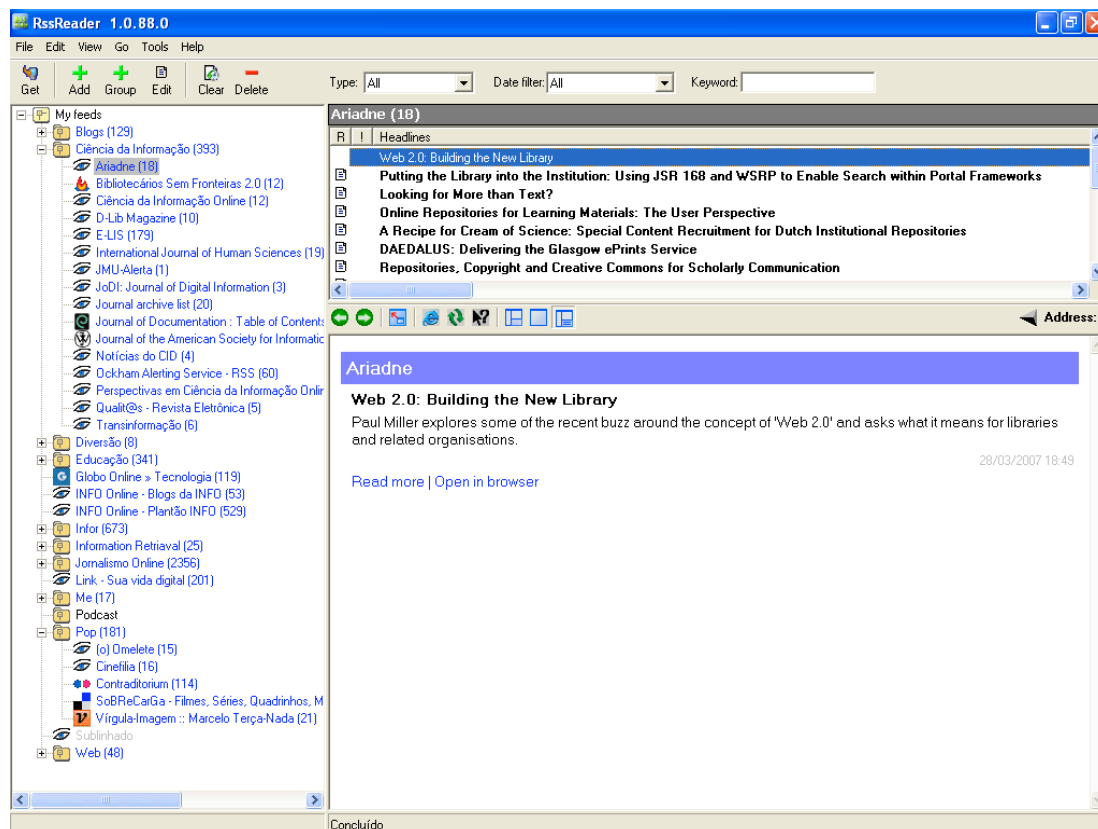 RssReader 1.0.88.0
File Edit View Go Tools Help
Get Add Group Edit Clear Delete Type: All Date filter: All Keyword:
My feeds
Blogs (129)
Ciência da Informação (393)
Ariadne (18)
Bibliotecários Sem Fronteiras 2.0 (12)
Ciência da Informação Online (12)
D-Lib Magazine (10)
E-LIS (179)
International Journal of Human Sciences (19)
JMU-Alerta (1)
JoDI: Journal of Digital Information (3)
Journal archive list (20)
Journal of Documentation : Table of Contents
Journal of the American Society for Informatic
Notícias do CID (4)
Ockham Alerting Service - RSS (60)
Perspectivas em Ciência da Informação Onlin
Qualit@s - Revista Eletrônica (5)
Transinformação (6)
Diversão (8)
Educação (341)
Globo Online » Tecnologia (119)
INFO Online - Blogs da INFO (53)
INFO Online - Plantão INFO (529)
Infor (673)
Information Retriaval (25)
Jornalismo Online (2356)
Link - Sua vida digital (201)
Me (17)
Podcast
Pop (181)
(o) Omelete (15)
Cinefilia (16)
Contraditorium (114)
SoBReCarGa - Filmes, Séries, Quadrinhos, M
Vírgula-Imagem :: Marcelo Terça-Nada (21)
Sublinhado
Web (48)
Ariadne (18)
R ! Headlines
Web 2.0: Building the New Library
Putting the Library into the Institution: Using JSR 168 and WSRP to Enable Search within Portal Frameworks
Looking for More than Text?
Online Repositories for Learning Materials: The User Perspective
A Recipe for Cream of Science: Special Content Recruitment for Dutch Institutional Repositories
DAEDALUS: Delivering the Glasgow ePrints Service
Repositories, Copyright and Creative Commons for Scholarly Communication
Address:
Ariadne
Web 2.0: Building the New Library
Paul Miller explores some of the recent buzz around the concept of 'Web 2.0' and asks what it means for libraries
and related organisations.
28/03/2007 18:49
Read more | Open in browser
Concluído